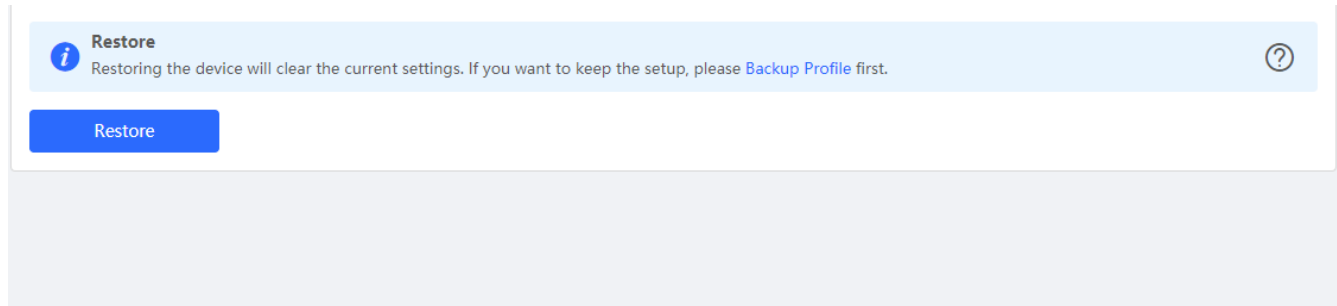 Restore
Restoring the device will clear the current settings. If you want to keep the setup, please Backup Profile first.
Restore